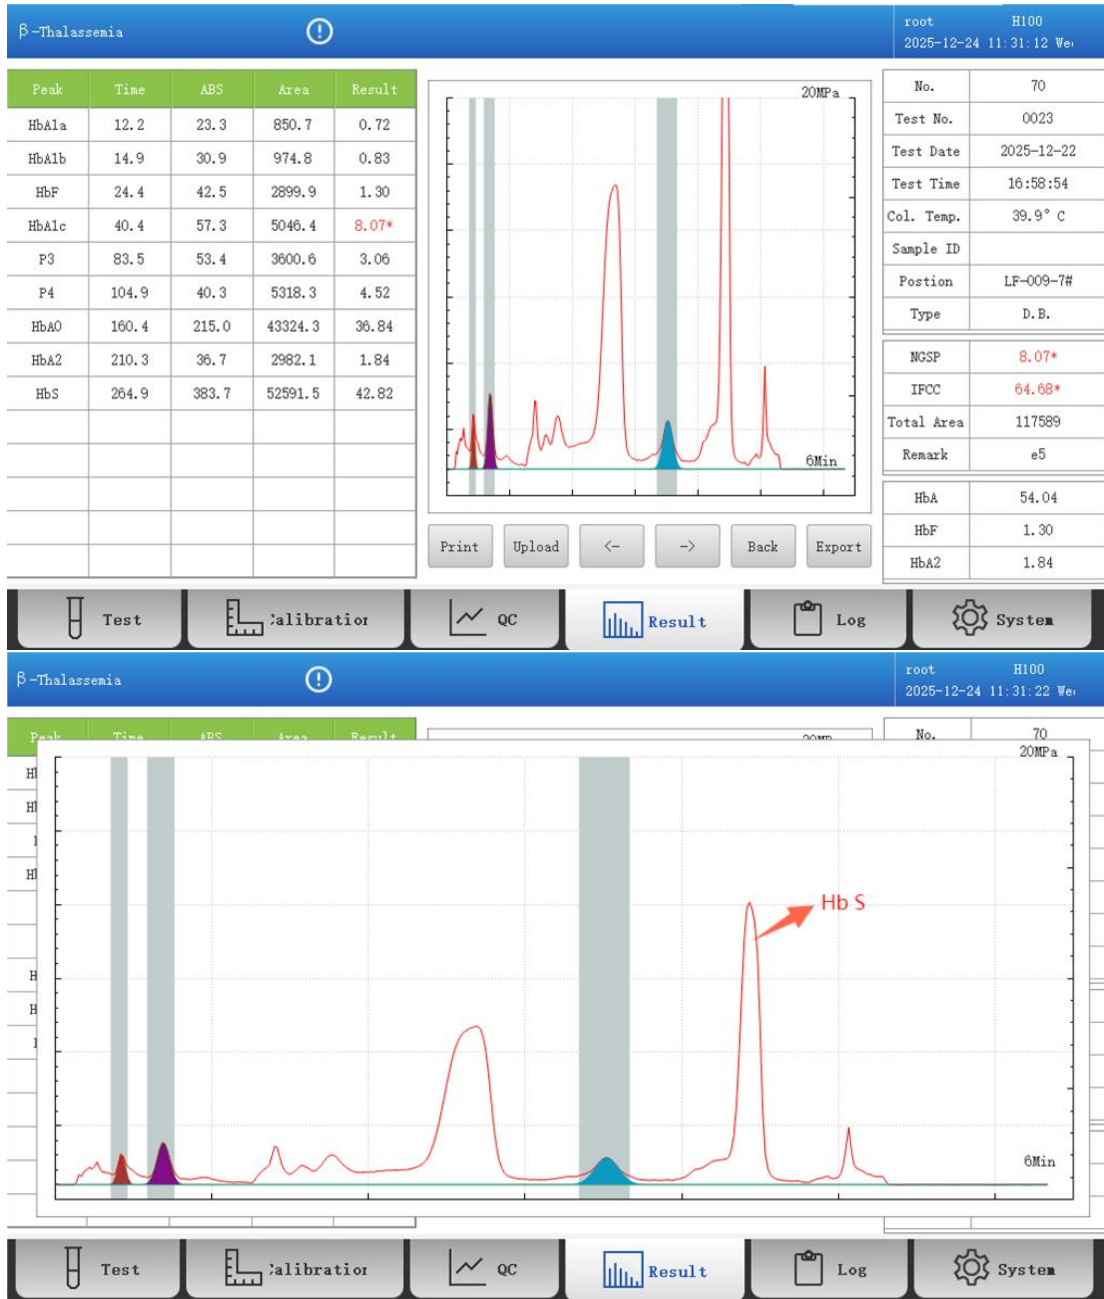 β-Thalassemia
root H100
2025-12-24 11:31:12 We
Peak Time ABS Area Result
HbA1a 12.2 23.3 850.7 0.72
HbA1b 14.9 30.9 974.8 0.83
HbF 24.4 42.5 2899.9 1.30
HbA1c 40.4 57.3 5046.4 8.07*
P3 83.5 53.4 3600.6 3.06
P4 104.9 40.3 5318.3 4.52
HbA0 160.4 215.0 43324.3 36.84
HbA2 210.3 36.7 2982.1 1.84
HbS 264.9 383.7 52591.5 42.82
20MPa
6Min
Print Upload <- -> Back Export
No. 70
Test No. 0023
Test Date 2025-12-22
Test Time 16:58:54
Col. Temp. 39.9° C
Sample ID
Postion LF-009-7#
Type D.B.
NGSP 8.07*
IFCC 64.68*
Total Area 117589
Remark e5
HbA 54.04
HbF 1.30
HbA2 1.84
Test Calibration QC Result Log System
β-Thalassemia
root H100
2025-12-24 11:31:22 We
Peak Time ABS Area Result
No. 70
20MPa
Hb S
6Min
Test Calibration QC Result Log System